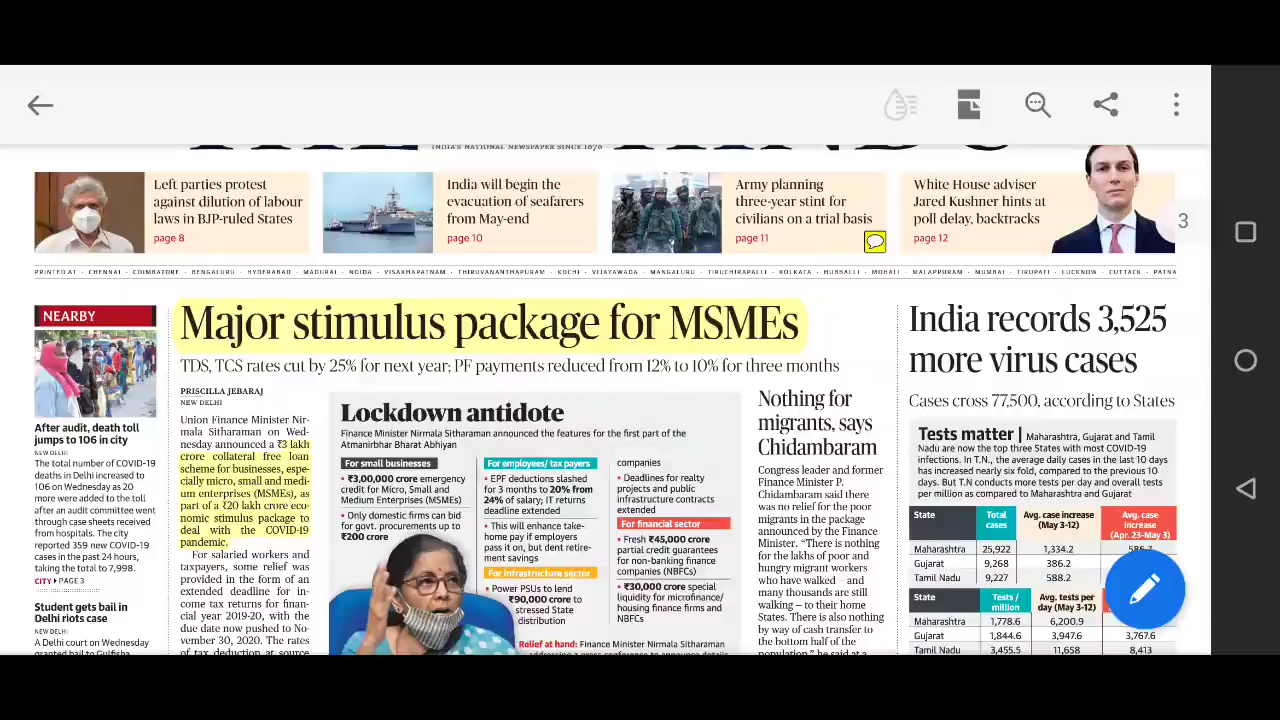 INDIA'S NATIONAL NEWSPAPER SINCE 1878
Left parties protest
against dilution of labour
laws in BJP-ruled States
page 8
India will begin the
evacuation of seafarers
from May-end
page 10
Army planning
three-year stint for
civilians on a trial basis
page 11
White House adviser
Jared Kushner hints at
poll delay, backtracks
page 12
3
PRINTED AT · CHENNAI · COIMBATORE · BENGALURU · HYDERABAD · MADURAI · NOIDA · VISAKHAPATNAM · THIRUVANANTHAPURAM · KOCHI · VIJAYAWADA · MANGALURU · TIRUCHIRAPALLI · KOLKATA · HUBBALLI · MOHALI · MALAPPURAM · MUMBAI · TIRUPATI · LUCKNOW · CUTTACK · PATNA
NEARBY
After audit, death toll
jumps to 106 in city
NEW DELHI
The total number of COVID-19
deaths in Delhi increased to
106 on Wednesday as 20
more were added to the toll
after an audit committee went
through case sheets received
from hospitals. The city
reported 359 new COVID-19
cases in the past 24 hours,
taking the total to 7,998.
CITY PAGE 3
Student gets bail in
Delhi riots case
NEW DELHI
A Delhi court on Wednesday
granted bail to Gulfisha
Major stimulus package for MSMEs
TDS, TCS rates cut by 25% for next year; PF payments reduced from 12% to 10% for three months
PRISCILLA JEBARAJ
NEW DELHI
Union Finance Minister Nir-
mala Sitharaman on Wed-
nesday announced a ₹3 lakh
crore collateral free loan
scheme for businesses, espe-
cially micro, small and medi-
um enterprises (MSMEs), as
part of a ₹20 lakh crore eco-
nomic stimulus package to
deal with the COVID-19
pandemic.
For salaried workers and
taxpayers, some relief was
provided in the form of an
extended deadline for in-
come tax returns for finan-
cial year 2019-20, with the
due date now pushed to No-
vember 30, 2020. The rates
of tax deduction at source
Lockdown antidote
Finance Minister Nirmala Sitharaman announced the features for the first part of the
Atmanirbhar Bharat Abhiyan
For small businesses
• ₹3,00,000 crore emergency
credit for Micro, Small and
Medium Enterprises (MSMEs)
• Only domestic firms can bid
for govt. procurements up to
₹200 crore
For employees/ tax payers
• EPF deductions slashed
for 3 months to 20% from
24% of salary; IT returns
deadline extended
• This will enhance take-
home pay if employers
pass it on, but dent retire-
ment savings
For infrastructure sector
• Power PSUs to lend
₹90,000 crore to
stressed State
distribution
companies
• Deadlines for realty
projects and public
infrastructure contracts
extended
For financial sector
• Fresh ₹45,000 crore
partial credit guarantees
for non-banking finance
companies (NBFCs)
• ₹30,000 crore special
liquidity for microfinance/
housing finance firms and
NBFCs
Relief at hand: Finance Minister Nirmala Sitharaman
addressing a press conference to announce details
Nothing for
migrants, says
Chidambaram
Congress leader and former
Finance Minister P.
Chidambaram said there
was no relief for the poor
migrants in the package
announced by the Finance
Minister. “There is nothing
for the lakhs of poor and
hungry migrant workers
who have walked – and
many thousands are still
walking – to their home
States. There is also nothing
by way of cash transfer to
the bottom half of the
population,” he said at a
India records 3,525
more virus cases
Cases cross 77,500, according to States
Tests matter | Maharashtra, Gujarat and Tamil
Nadu are now the top three States with most COVID-19
infections. In T.N., the average daily cases in the last 10 days
has increased nearly six fold, compared to the previous 10
days. But T.N conducts more tests per day and overall tests
per million as compared to Maharashtra and Gujarat
State Total cases Avg. case increase (May 3-12) Avg. case increase (Apr. 23-May 3)
Maharashtra 25,922 1,334.2
Gujarat 9,268 386.2
Tamil Nadu 9,227 588.2
State Tests / million Avg. tests per day (May 3-12)
Maharashtra 1,778.6 6,200.9
Gujarat 1,844.6 3,947.6 3,767.6
Tamil Nadu 3,455.5 11,658 8,413